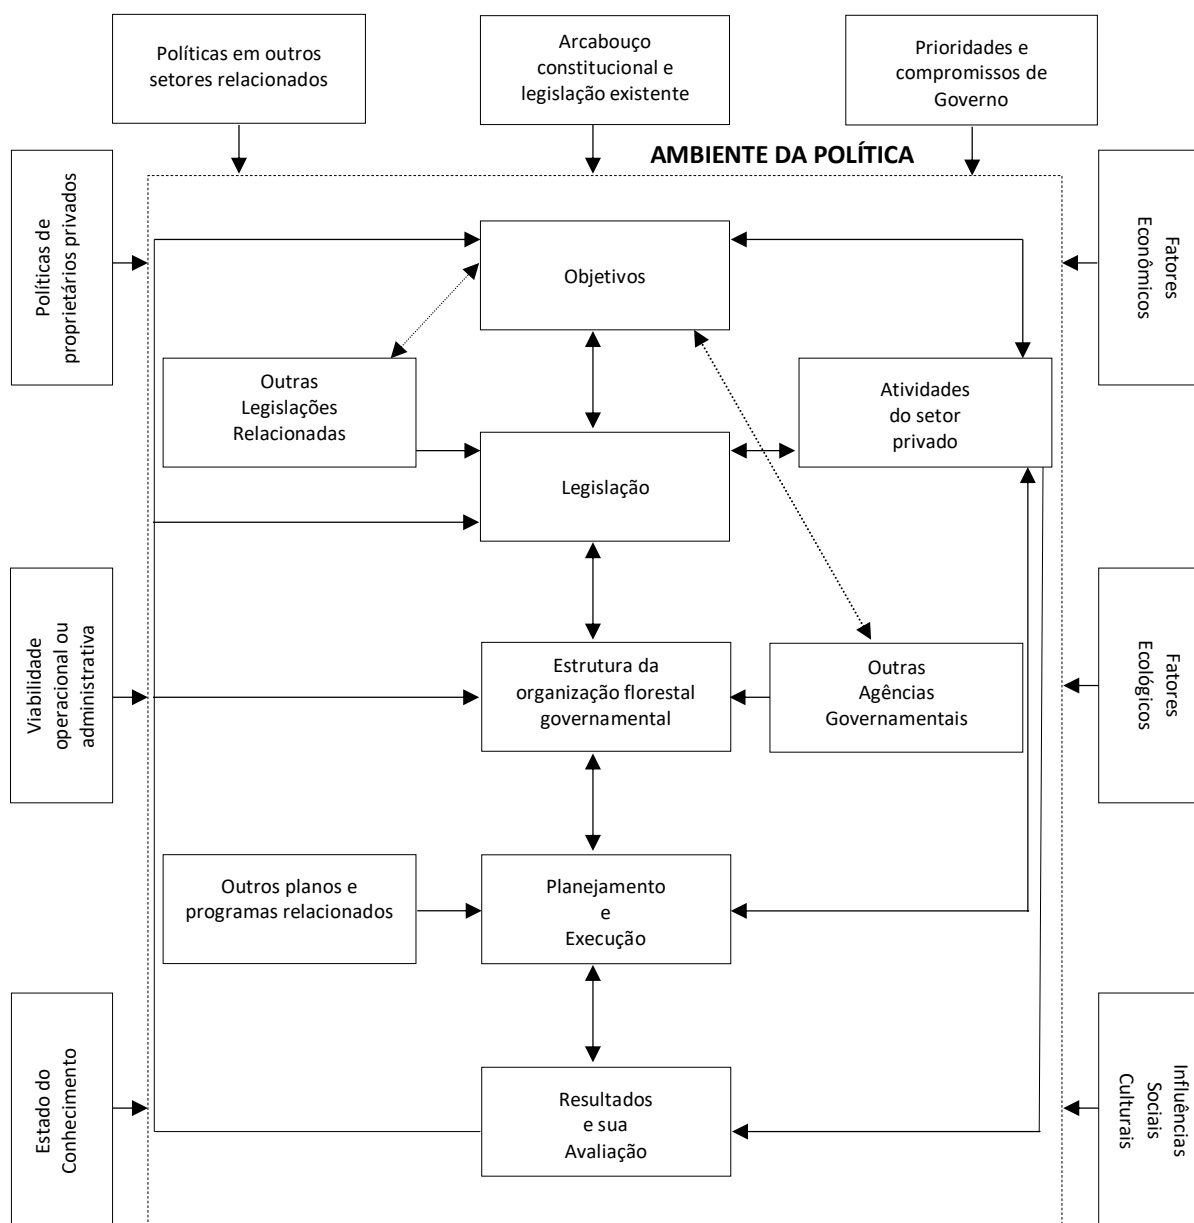 Políticas em outros
setores relacionados
Arcabouço
constitucional e
legislação existente
Prioridades e
compromissos de
Governo
AMBIENTE DA POLÍTICA
Políticas de
proprietários privados
Fatores
Econômicos
Objetivos
Outras
Legislações
Relacionadas
Atividades
do setor
privado
Legislação
Viabilidade
operacional ou
administrativa
Estrutura da
organização florestal
governamental
Outras
Agências
Governamentais
Fatores
Ecológicos
Outros planos e
programas relacionados
Planejamento
e
Execução
Estado do
Conhecimento
Resultados
e sua
Avaliação
Influências
Sociais
Culturais